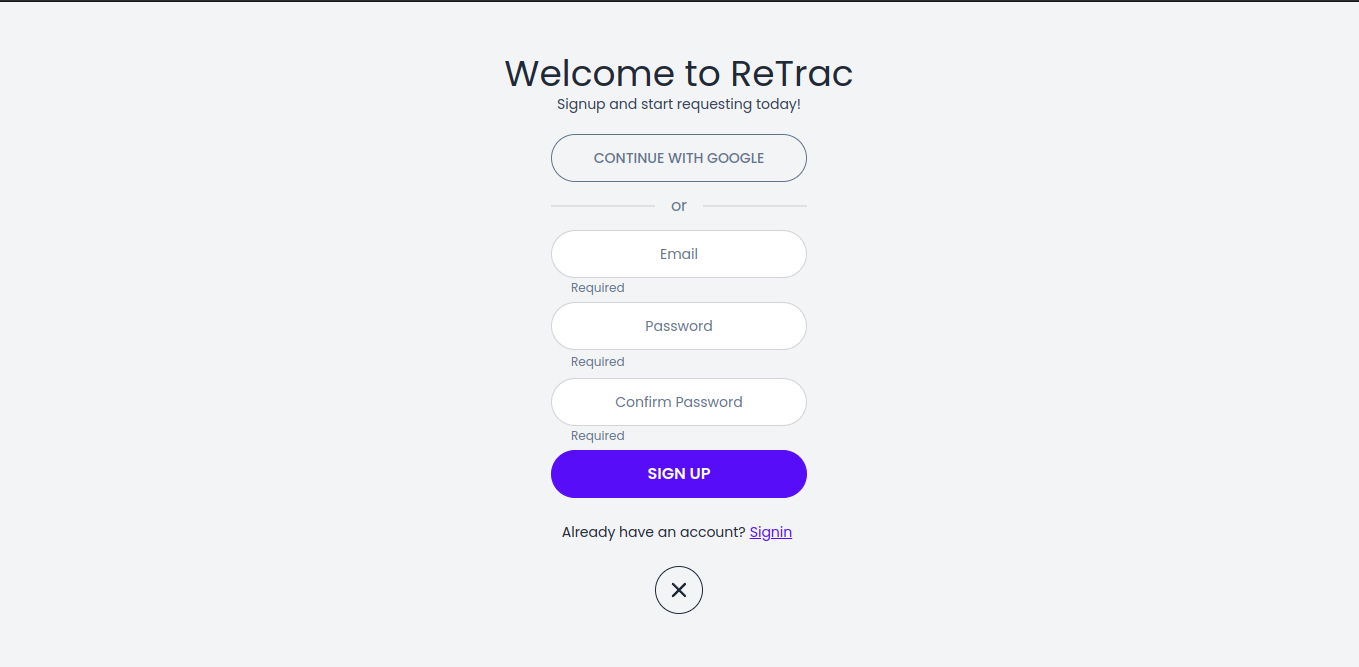 Welcome to ReTrac
Signup and start requesting today!
CONTINUE WITH GOOGLE
or
Email
Required
Password
Required
Confirm Password
Required
SIGN UP
Already have an account? Signin